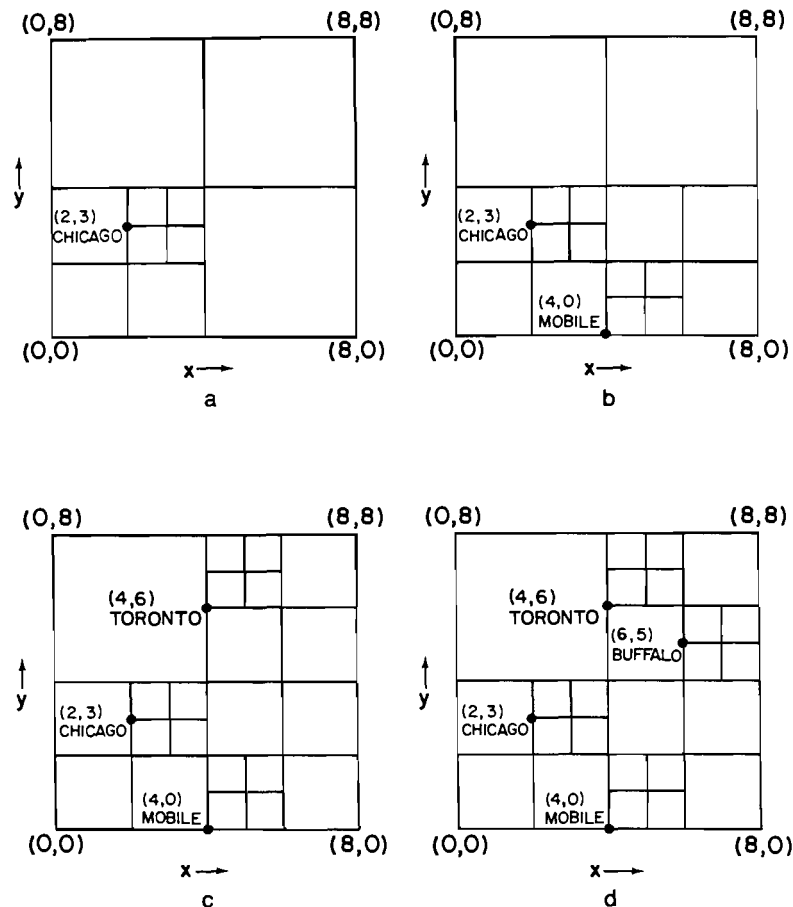 (0,8) (8,8)
y
(2,3)
CHICAGO
(0,0) (8,0)
x
a
(0,8) (8,8)
y
(2,3)
CHICAGO
(4,0)
MOBILE
(0,0) (8,0)
x
b
(0,8) (8,8)
(4,6)
TORONTO
y
(2,3)
CHICAGO
(4,0)
MOBILE
(0,0) (8,0)
x
c
(0,8) (8,8)
(4,6)
TORONTO
(6,5)
BUFFALO
y
(2,3)
CHICAGO
(4,0)
MOBILE
(0,0) (8,0)
x
d